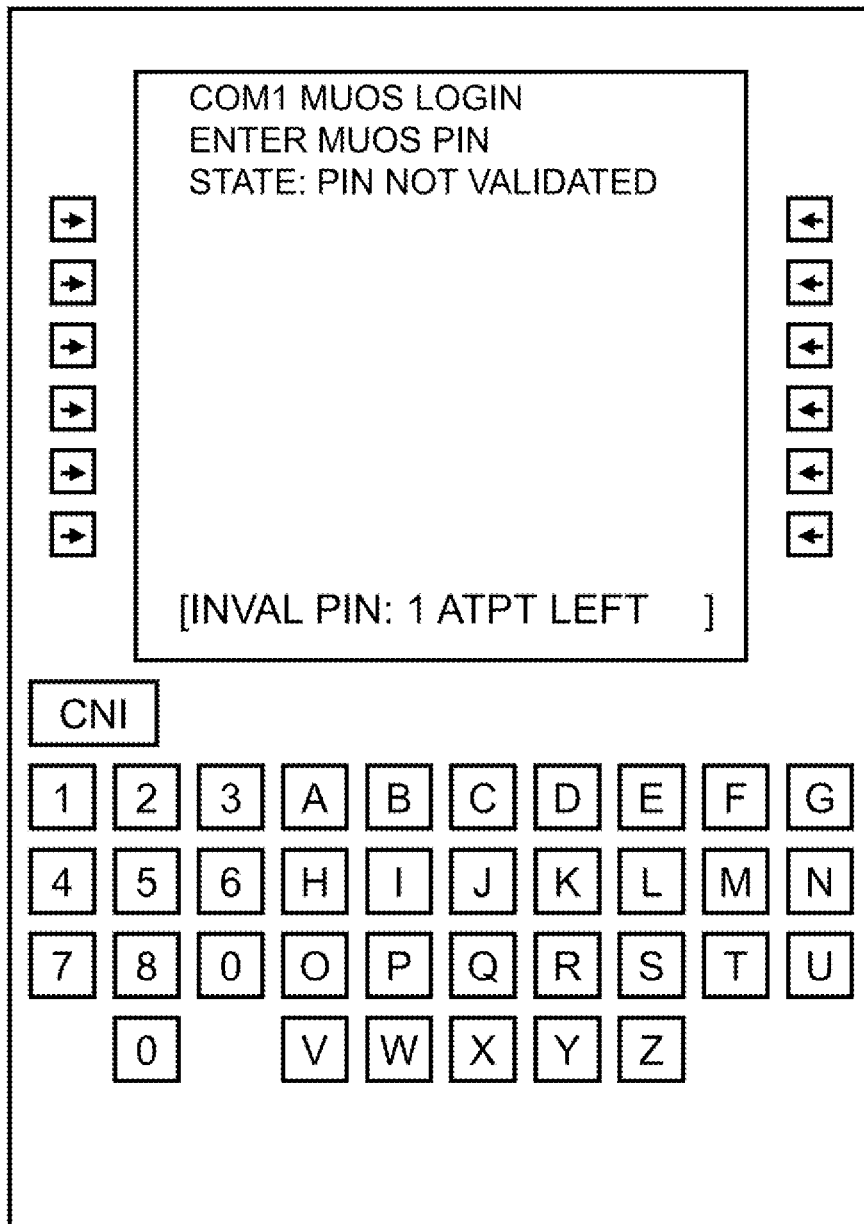 COM1 MUOS LOGIN
ENTER MUOS PIN
STATE: PIN NOT VALIDATED
[INVAL PIN: 1 ATPT LEFT ]
CNI
1 2 3 A B C D E F G
4 5 6 H I J K L M N
7 8 0 O P Q R S T U
0 V W X Y Z